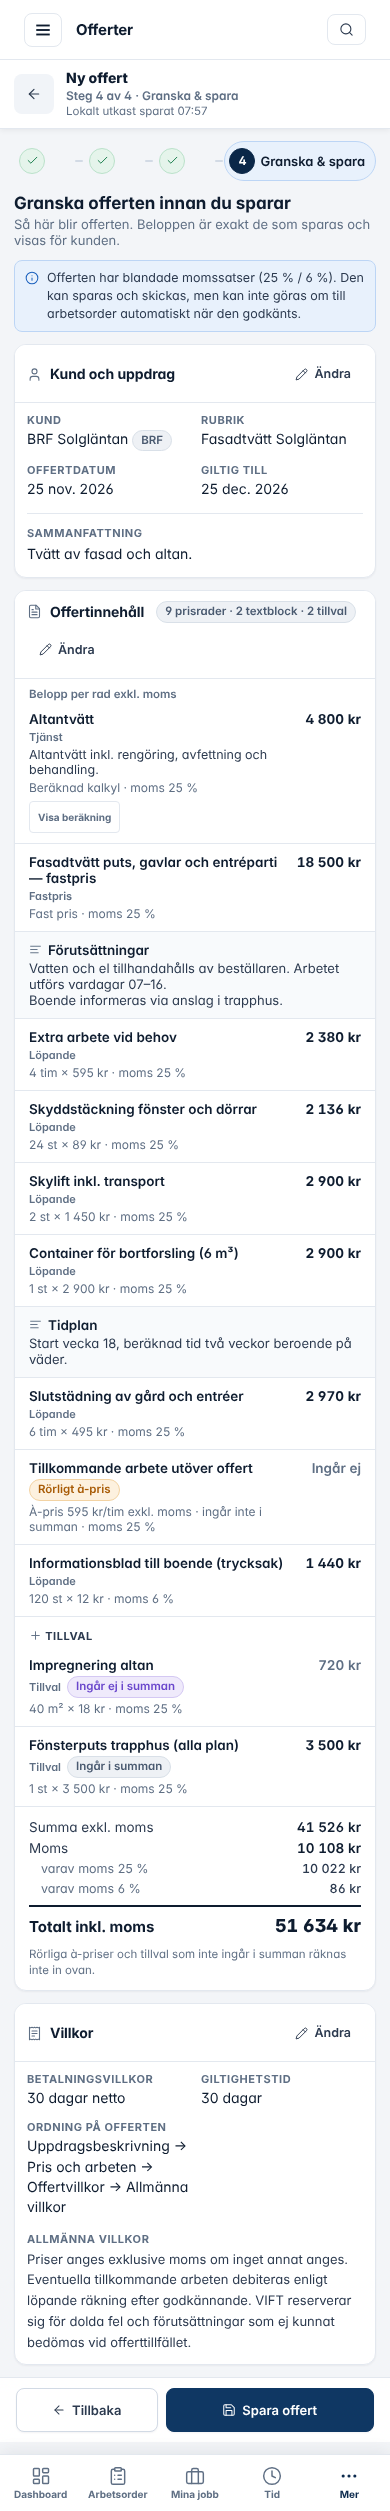 Offerter
Ny offert
Steg 4 av 4 · Granska & spara
Lokalt utkast sparat 07:57
4 Granska & spara
Granska offerten innan du sparar
Så här blir offerten. Beloppen är exakt de som sparas och
visas för kunden.
Offerten har blandade momssatser (25 % / 6 %). Den
kan sparas och skickas, men kan inte göras om till
arbetsorder automatiskt när den godkänts.
Kund och uppdrag
Ändra
KUND
BRF Solgläntan BRF
RUBRIK
Fasadtvätt Solgläntan
OFFERTDATUM
25 nov. 2026
GILTIG TILL
25 dec. 2026
SAMMANFATTNING
Tvätt av fasad och altan.
Offertinnehåll
9 prisrader · 2 textblock · 2 tillval
Ändra
Belopp per rad exkl. moms
Altantvätt 4 800 kr
Tjänst
Altantvätt inkl. rengöring, avfettning och
behandling.
Beräknad kalkyl · moms 25 %
Visa beräkning
Fasadtvätt puts, gavlar och entréparti 18 500 kr
— fastpris
Fastpris
Fast pris · moms 25 %
Förutsättningar
Vatten och el tillhandahålls av beställaren. Arbetet
utförs vardagar 07–16.
Boende informeras via anslag i trapphus.
Extra arbete vid behov 2 380 kr
Löpande
4 tim × 595 kr · moms 25 %
Skyddstäckning fönster och dörrar 2 136 kr
Löpande
24 st × 89 kr · moms 25 %
Skylift inkl. transport 2 900 kr
Löpande
2 st × 1 450 kr · moms 25 %
Container för bortforsling (6 m³) 2 900 kr
Löpande
1 st × 2 900 kr · moms 25 %
Tidplan
Start vecka 18, beräknad tid två veckor beroende på
väder.
Slutstädning av gård och entréer 2 970 kr
Löpande
6 tim × 495 kr · moms 25 %
Tillkommande arbete utöver offert Ingår ej
Rörligt à-pris
À-pris 595 kr/tim exkl. moms · ingår inte i
summan · moms 25 %
Informationsblad till boende (trycksak) 1 440 kr
Löpande
120 st × 12 kr · moms 6 %
TILLVAL
Impregnering altan 720 kr
Tillval Ingår ej i summan
40 m² × 18 kr · moms 25 %
Fönsterputs trapphus (alla plan) 3 500 kr
Tillval Ingår i summan
1 st × 3 500 kr · moms 25 %
Summa exkl. moms 41 526 kr
Moms 10 108 kr
varav moms 25 % 10 022 kr
varav moms 6 % 86 kr
Totalt inkl. moms 51 634 kr
Rörliga à-priser och tillval som inte ingår i summan räknas
inte in ovan.
Villkor
Ändra
BETALNINGSVILLKOR
30 dagar netto
GILTIGHETSTID
30 dagar
ORDNING PÅ OFFERTEN
Uppdragsbeskrivning →
Pris och arbeten →
Offertvillkor → Allmänna
villkor
ALLMÄNNA VILLKOR
Priser anges exklusive moms om inget annat anges.
Eventuella tillkommande arbeten debiteras enligt
löpande räkning efter godkännande. VIFT reserverar
sig för dolda fel och förutsättningar som ej kunnat
bedömas vid offerttillfället.
Tillbaka
Spara offert
Dashboard
Arbetsorder
Mina jobb
Tid
Mer